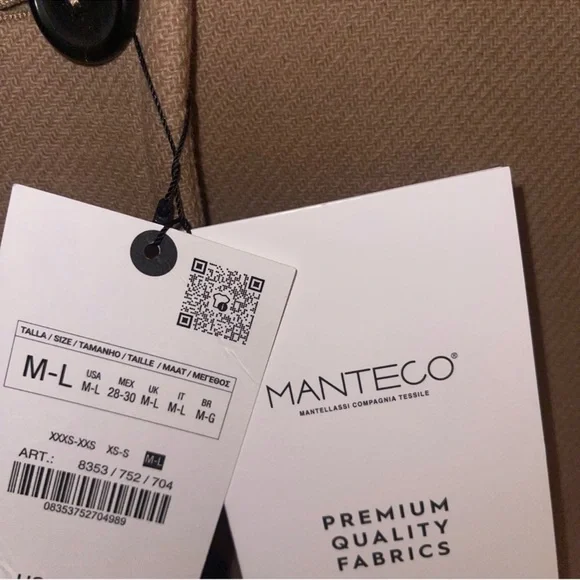 TALLA / SIZE / TAMANHO / TAILLE / MAAT / ΜΕΓΕΘΟΣ
M-L
USA MEX UK IT BR
M-L 28-30 M-L M-L M-G
XXXS-XXS XS-S M-L
ART.: 8353 / 752 / 704
08353752704989
MANTECO®
MANTELLASSI COMPAGNIA TESSILE
PREMIUM
QUALITY
FABRICS